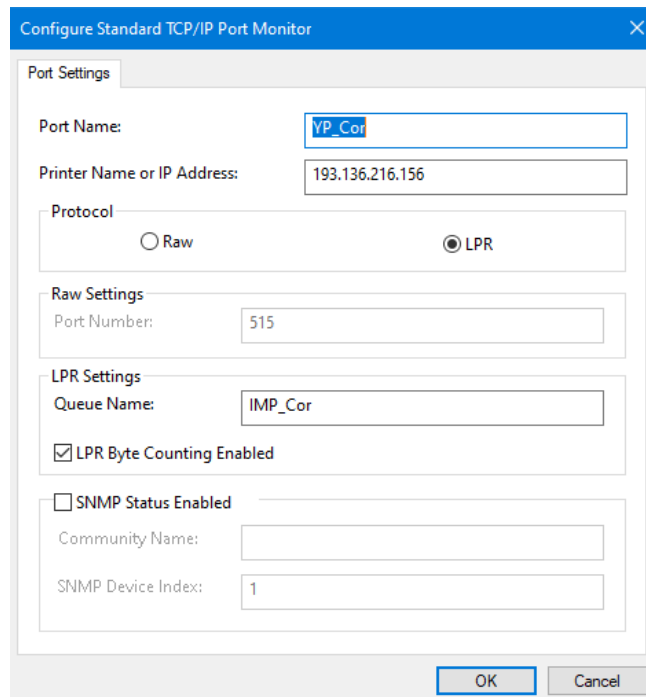 Configure Standard TCP/IP Port Monitor
Port Settings
Port Name: YP_Cor
Printer Name or IP Address: 193.136.216.156
Protocol
Raw LPR
Raw Settings
Port Number: 515
LPR Settings
Queue Name: IMP_Cor
LPR Byte Counting Enabled
SNMP Status Enabled
Community Name:
SNMP Device Index: 1
OK Cancel